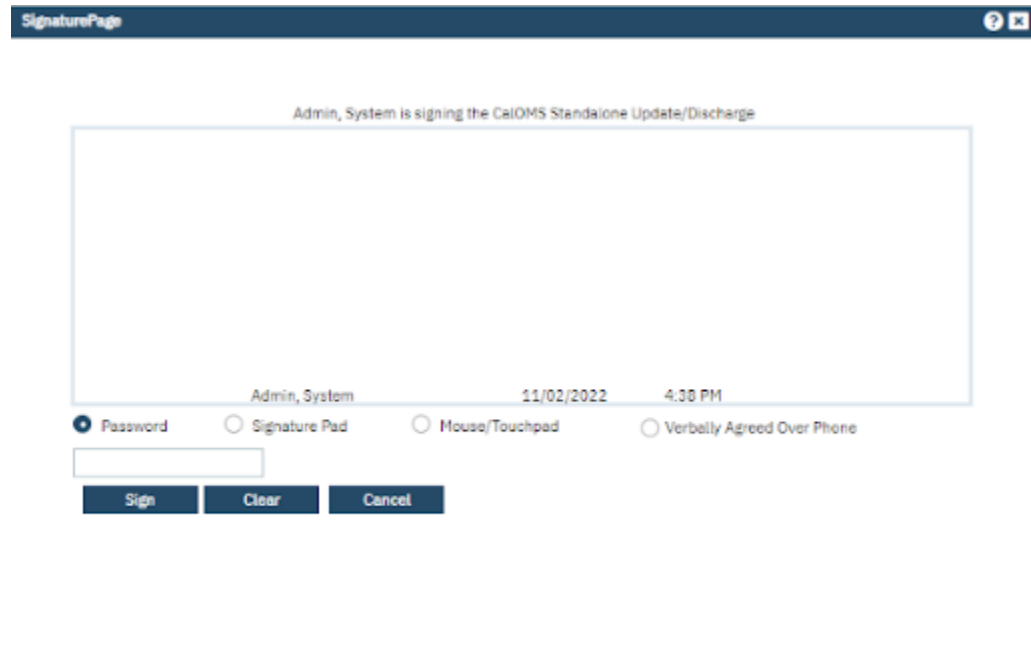 SignaturePage
Admin, System is signing the CalOMS Standalone Update/Discharge
Admin, System 11/02/2022 4:38 PM
Password Signature Pad Mouse/Touchpad Verbally Agreed Over Phone
Sign Clear Cancel